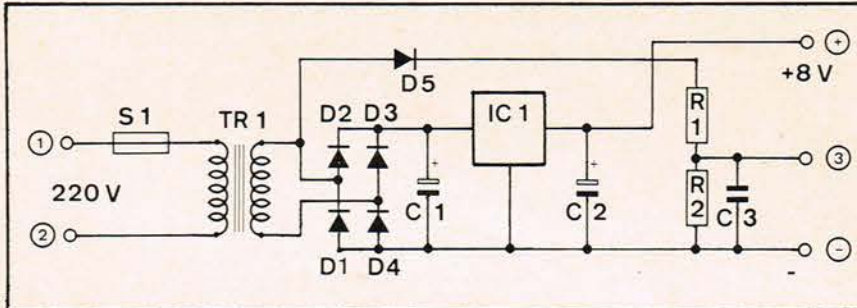 D5
+
+8 V
S 1
TR 1
D2
D3
IC 1
R 1
1
220 V
2
+
C 1
+
C 2
R 2
C 3
3
D1
D4
-
-